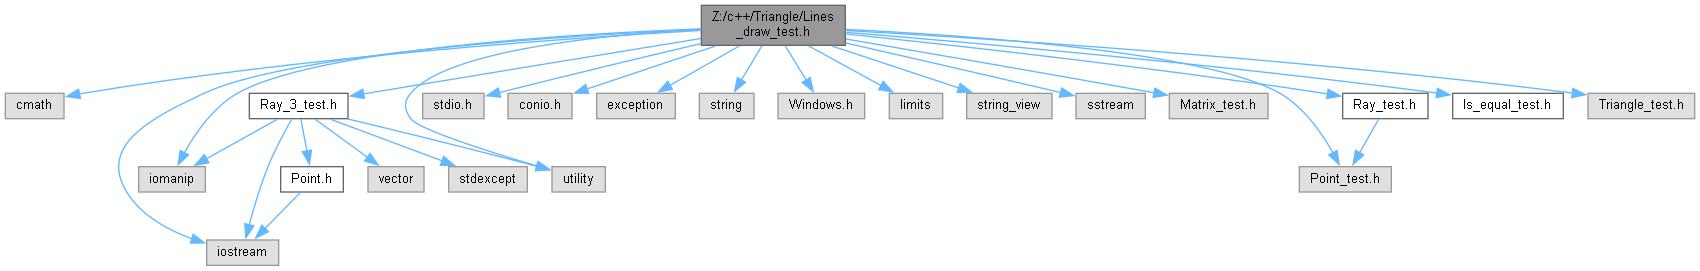 Z:/c++/Triangle/Lines
_draw_test.h
cmath
Ray_3_test.h
stdio.h
conio.h
exception
string
Windows.h
limits
string_view
sstream
Matrix_test.h
Ray_test.h
Is_equal_test.h
Triangle_test.h
iomanip
Point.h
vector
stdexcept
utility
Point_test.h
iostream